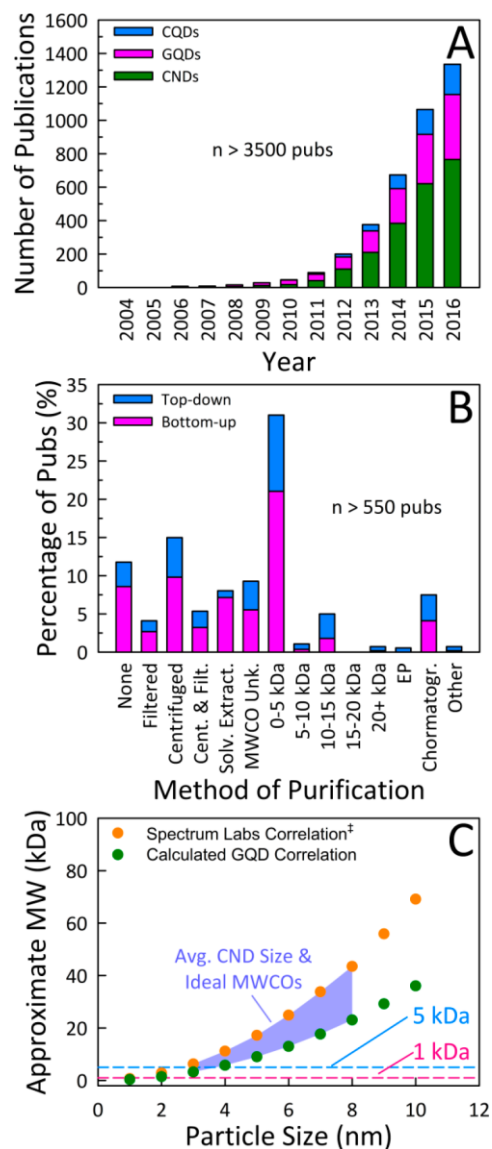 A
CQDs
GQDs
CNDs
n > 3500 pubs
Number of Publications
1600
1400
1200
1000
800
600
400
200
0
2004
2005
2006
2007
2008
2009
2010
2011
2012
2013
2014
2015
2016
Year
B
Top-down
Bottom-up
n > 550 pubs
Percentage of Pubs (%)
35
30
25
20
15
10
5
0
None
Filtered
Centrifuged
Cent. & Filt.
Solv. Extract.
MWCO Unk.
0-5 kDa
5-10 kDa
10-15 kDa
15-20 kDa
20+ kDa
EP
Chormatogr.
Other
Method of Purification
C
Spectrum Labs Correlation‡
Calculated GQD Correlation
Avg. CND Size &
Ideal MWCOs
5 kDa
1 kDa
Approximate MW (kDa)
100
80
60
40
20
0
0
2
4
6
8
10
12
Particle Size (nm)